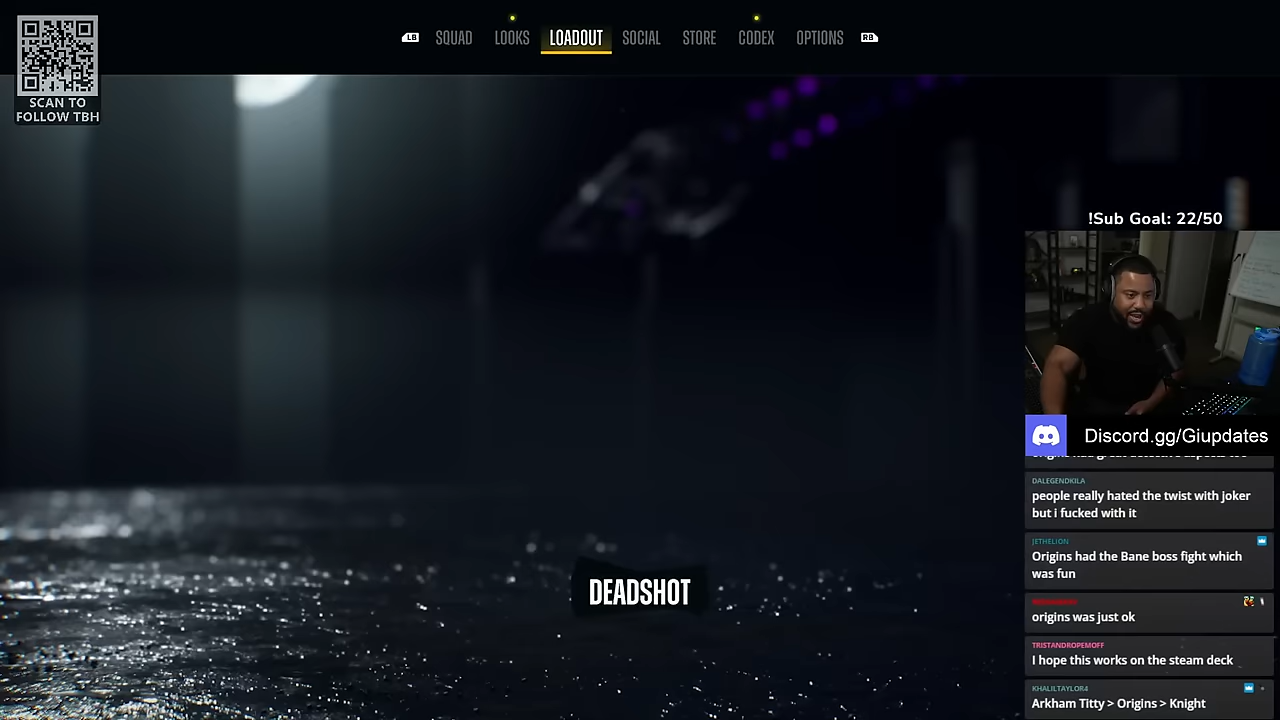 LB
SQUAD
LOOKS
LOADOUT
SOCIAL
STORE
CODEX
OPTIONS
RB
SCAN TO
FOLLOW TBH
!Sub Goal: 22/50
Discord.gg/Giupdates
DALEGENDKILA
people really hated the twist with joker
but i fucked with it
JETHELION
Origins had the Bane boss fight which
was fun
origins was just ok
TRISTANDROPEMOFF
I hope this works on the steam deck
KHALILTAYLOR4
Arkham Titty > Origins > Knight
DEADSHOT